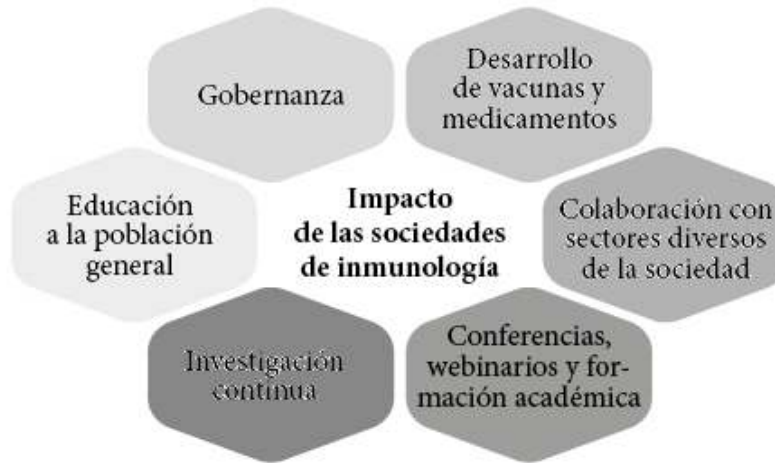 Gobernanza
Desarrollo
de vacunas y
medicamentos
Educación
a la población
general
Impacto
de las sociedades
de inmunología
Colaboración con
sectores diversos
de la sociedad
Investigación
continua
Conferencias,
webinarios y for-
mación académica